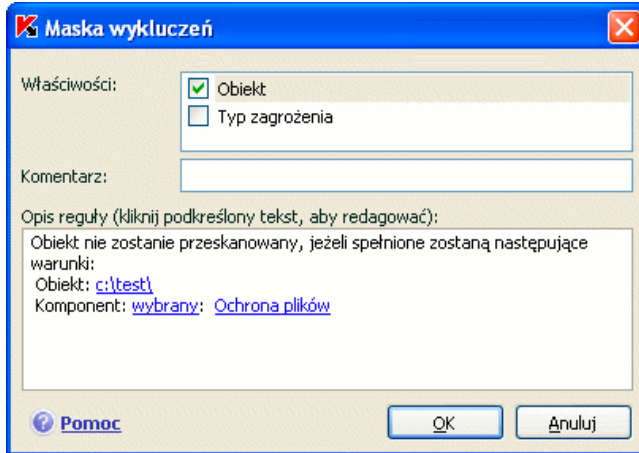 Maska wykluczeń
Właściwości:
Obiekt
Typ zagrożenia
Komentarz:
Opis reguły (kliknij podkreślony tekst, aby redagować):
Obiekt nie zostanie przeskanowany, jeżeli spełnione zostaną następujące
warunki:
Obiekt: c:\test\
Komponent: wybrany: Ochrona plików
Pomoc
OK
Anuluj